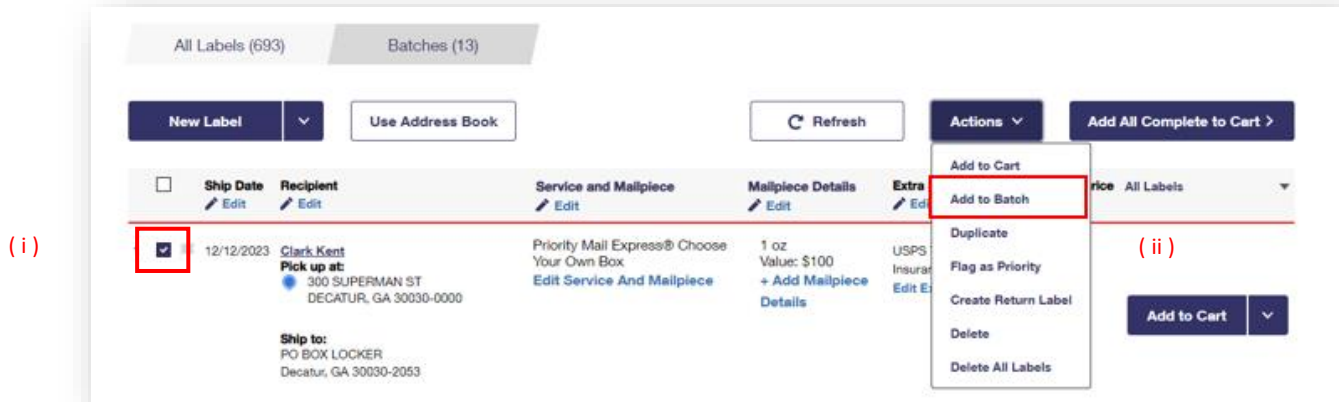 All Labels (693) Batches (13)
New Label Use Address Book Refresh Actions Add All Complete to Cart >
Add to Cart
Ship Date Recipient Service and Mailpiece Mailpiece Details Extra rice All Labels
Edit Edit Edit Edit Edi Add to Batch
Duplicate
( i ) 12/12/2023 Clark Kent Priority Mail Express® Choose 1 oz USPS ( ii )
Pick up at: Your Own Box Value: $100 Insurar Flag as Priority
300 SUPERMAN ST Edit Service And Mailpiece + Add Mailpiece Edit E
DECATUR, GA 30030-0000 Details Create Return Label
Add to Cart
Ship to: Delete
PO BOX LOCKER
Decatur, GA 30030-2053 Delete All Labels